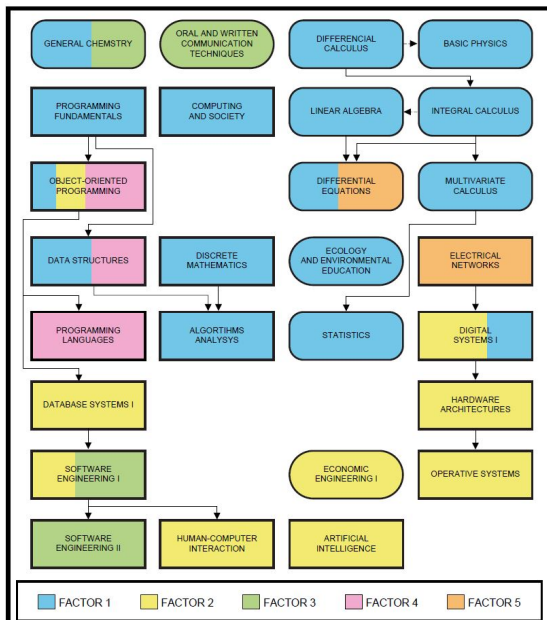 GENERAL CHEMSTRY
ORAL AND WRITTEN
COMMUNICATION
TECHNIQUES
DIFFERENCIAL
CALCULUS
BASIC PHYSICS
PROGRAMMING
FUNDAMENTALS
COMPUTING
AND SOCIETY
LINEAR ALGEBRA
INTEGRAL CALCULUS
OBJECT-ORIENTED
PROGRAMMING
DIFFERENTIAL
EQUATIONS
MULTIVARIATE
CALCULUS
DATA STRUCTURES
DISCRETE
MATHEMATICS
ECOLOGY
AND ENVIRONMENTAL
EDUCATION
ELECTRICAL
NETWORKS
PROGRAMMING
LANGUAGES
ALGORTIHMS
ANALYSIS
STATISTICS
DIGITAL
SYSTEMS I
DATABASE SYSTEMS I
HARDWARE
ARCHITECTURES
SOFTWARE
ENGINEERING I
ECONOMIC
ENGINEERING I
OPERATIVE SYSTEMS
SOFTWARE
ENGINEERING II
HUMAN-COMPUTER
INTERACTION
ARTIFICIAL
INTELLIGENCE
FACTOR 1 FACTOR 2 FACTOR 3 FACTOR 4 FACTOR 5